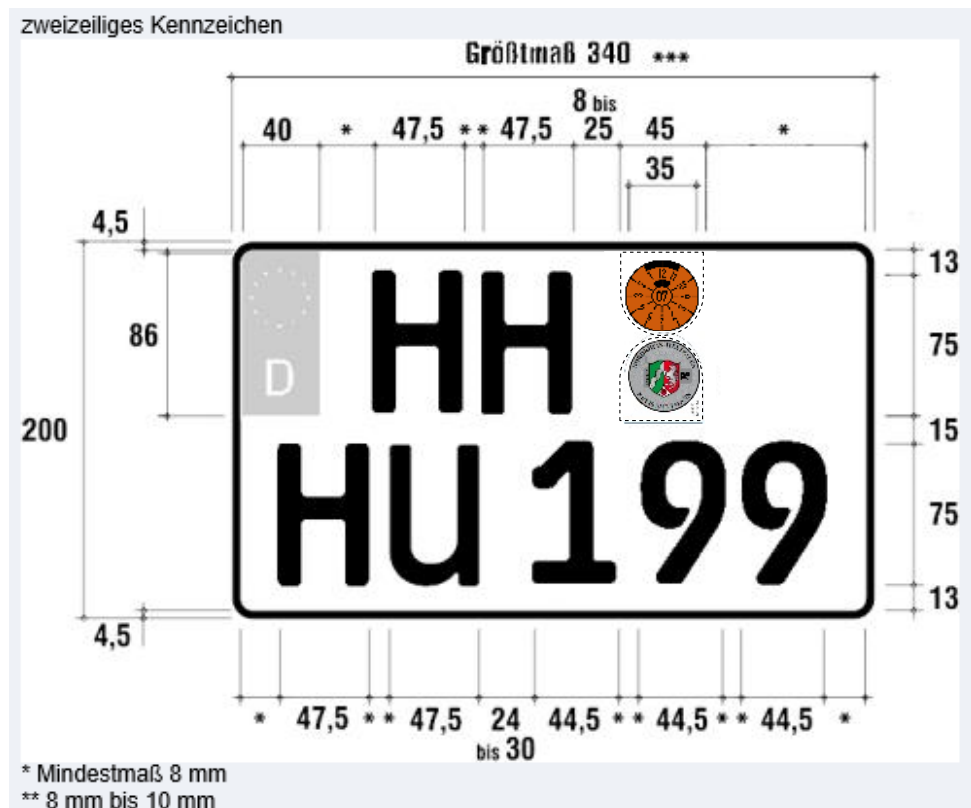 zweizeiliges Kennzeichen
Größtmaß 340 ***
8 bis
40 * 47,5 ** 47,5 25 45 *
35
4,5
13
86
HH
07
75
D
200
15
HU 199
75
13
4,5
* 47,5 ** 47,5 24 44,5 ** 44,5 ** 44,5 *
bis 30
* Mindestmaß 8 mm
** 8 mm bis 10 mm